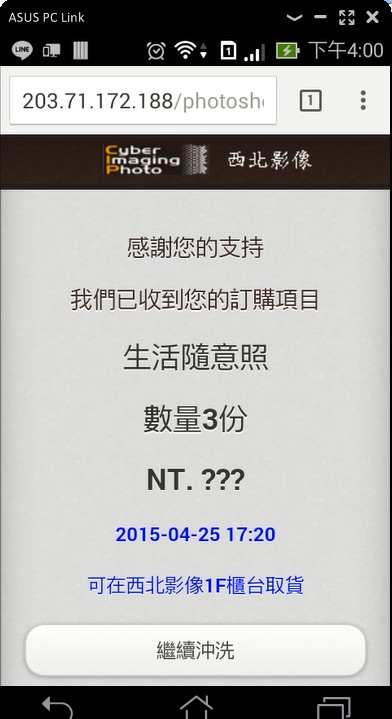 ASUS PC Link
LINE
1
下午4:00
203.71.172.188/photosh
1
Cyber
Imaging
Photo
西北影像
感謝您的支持
我們已收到您的訂購項目
生活隨意照
數量3份
NT. ???
2015-04-25 17:20
可在西北影像1F櫃台取貨
繼續沖洗